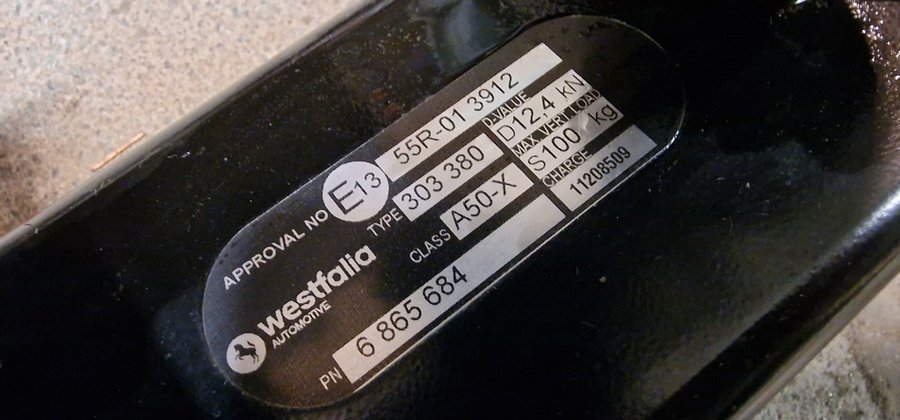 APPROVAL NO E13 55R-01 3912
TYPE 303 380
CLASS A50-X
D-VALUE
D12,4 kN
MAX. VERT. LOAD
S100 kg
CHARGE
11208509
westfalia
AUTOMOTIVE
PN 6 865 684